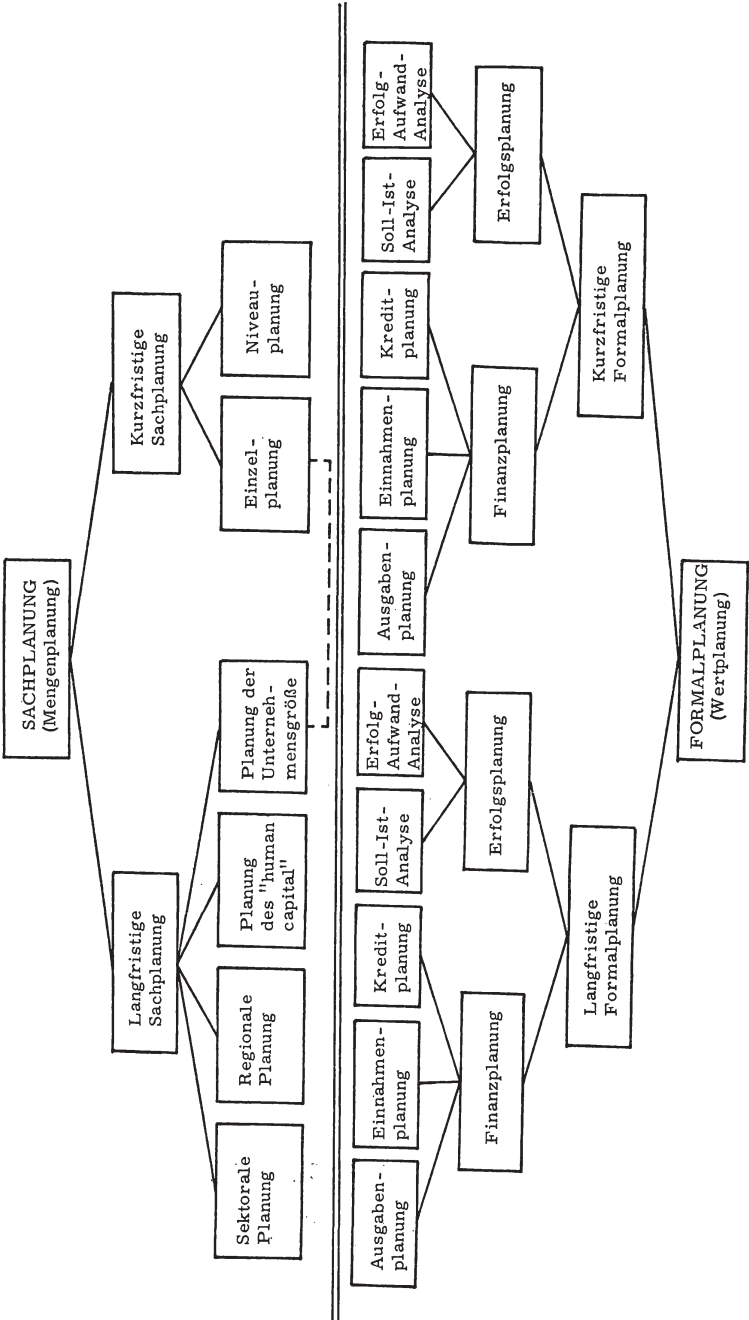 SACHPLANUNG
(Mengenplanung)
Langfristige
Sachplanung
Kurzfristige
Sachplanung
Sektorale
Planung
Regionale
Planung
Planung
des "human
capital"
Planung der
Unterneh-
mensgröße
Einzel-
planung
Niveau-
planung
Ausgaben-
planung
Einnahmen-
planung
Kredit-
planung
Soll-Ist-
Analyse
Erfolg-
Aufwand-
Analyse
Ausgaben-
planung
Einnahmen-
planung
Kredit-
planung
Soll-Ist-
Analyse
Erfolg-
Aufwand-
Analyse
Finanzplanung
Erfolgsplanung
Finanzplanung
Erfolgsplanung
Langfristige
Formalplanung
Kurzfristige
Formalplanung
FORMALPLANUNG
(Wertplanung)